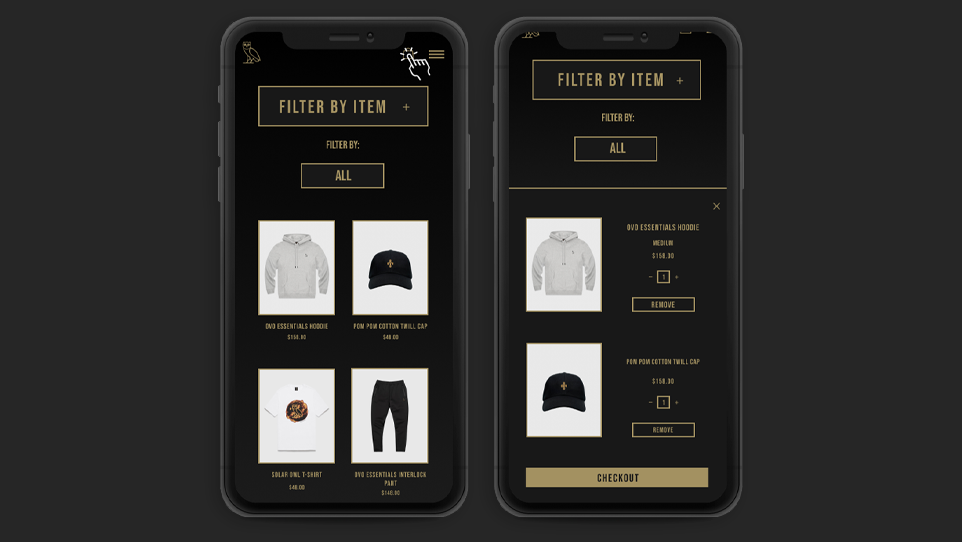 FILTER BY ITEM +
FILTER BY:
ALL
OVO ESSENTIALS HOODIE
$158.00
POM POM COTTON TWILL CAP
$48.00
SOLAR OWL T-SHIRT
$48.00
OVO ESSENTIALS INTERLOCK
PANT
$140.00
FILTER BY ITEM +
FILTER BY:
ALL
×
OVO ESSENTIALS HOODIE
MEDIUM
$158.00
- 1 +
REMOVE
POM POM COTTON TWILL CAP
$158.00
- 1 +
REMOVE
CHECKOUT